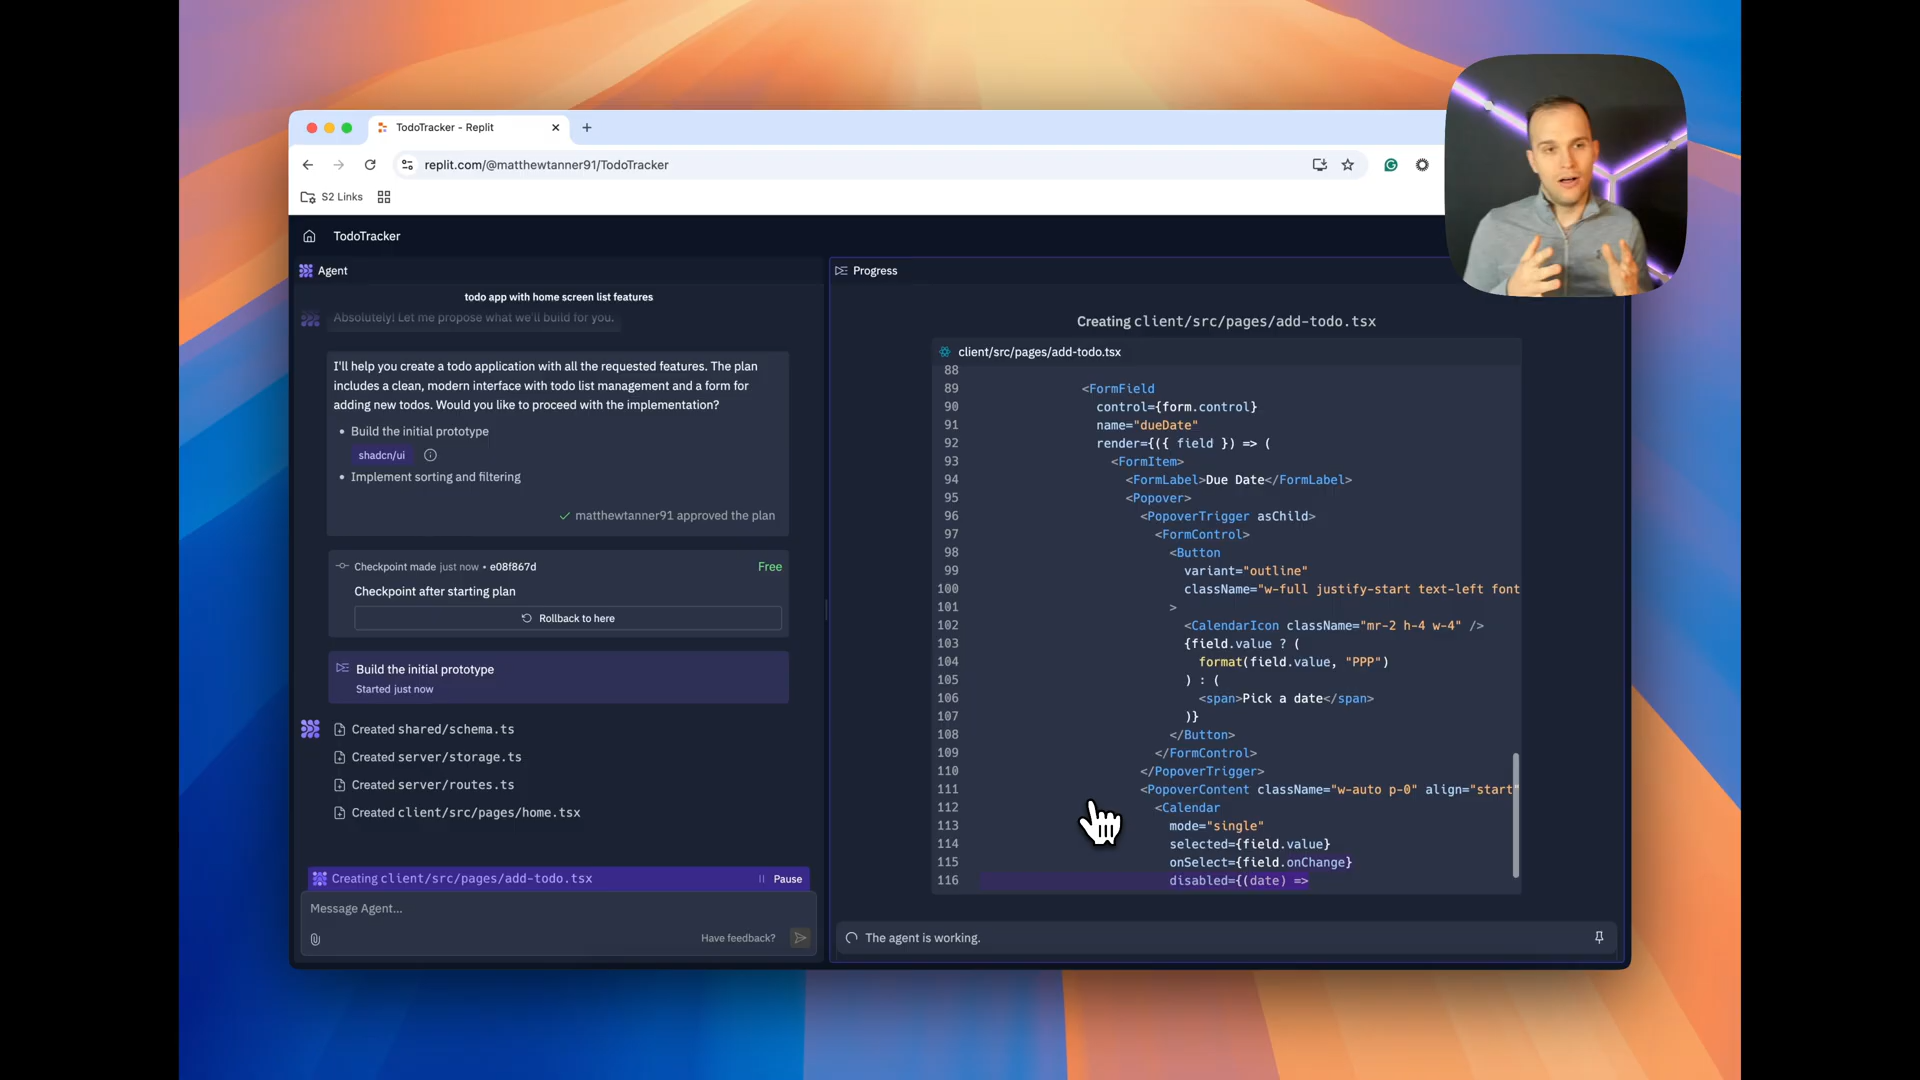 TodoTracker - Replit
replit.com/@matthewtanner91/TodoTracker
S2 Links
TodoTracker
Agent
todo app with home screen list features
Absolutely! Let me propose what we'll build for you.
I'll help you create a todo application with all the requested features. The plan
includes a clean, modern interface with todo list management and a form for
adding new todos. Would you like to proceed with the implementation?
• Build the initial prototype
shadcn/ui
• Implement sorting and filtering
matthewtanner91 approved the plan
Checkpoint made just now • e08f867d
Free
Checkpoint after starting plan
Rollback to here
Build the initial prototype
Started just now
Created shared/schema.ts
Created server/storage.ts
Created server/routes.ts
Created client/src/pages/home.tsx
Creating client/src/pages/add-todo.tsx
Pause
Message Agent...
Have feedback?
Progress
Creating client/src/pages/add-todo.tsx
client/src/pages/add-todo.tsx
88
89 <FormField
90 control={form.control}
91 name="dueDate"
92 render={({ field }) => (
93 <FormItem>
94 <FormLabel>Due Date</FormLabel>
95 <Popover>
96 <PopoverTrigger asChild>
97 <FormControl>
98 <Button
99 variant="outline"
100 className="w-full justify-start text-left font
101 >
102 <CalendarIcon className="mr-2 h-4 w-4" />
103 {field.value ? (
104 format(field.value, "PPP")
105 ) : (
106 <span>Pick a date</span>
107 )}
108 </Button>
109 </FormControl>
110 </PopoverTrigger>
111 <PopoverContent className="w-auto p-0" align="start"
112 <Calendar
113 mode="single"
114 selected={field.value}
115 onSelect={field.onChange}
116 disabled={(date) =>
The agent is working.